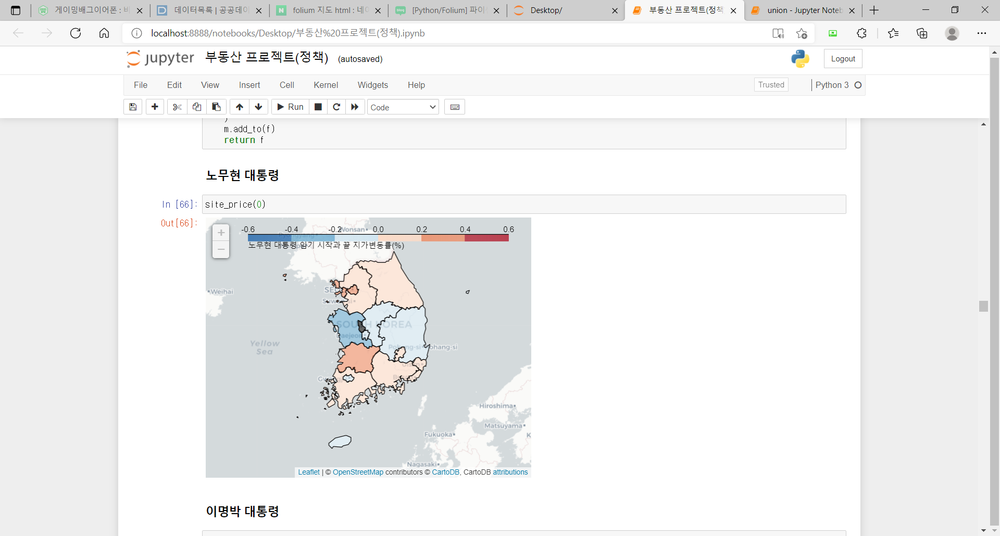 게이밍배그이어폰 : 비
데이터목록 | 공공데이
folium 지도 html : 네이
[Python/Folium] 파이
Desktop/
부동산 프로젝트(정책
union - Jupyter Noteb
localhost:8888/notebooks/Desktop/부동산%20프로젝트(정책).ipynb
jupyter 부동산 프로젝트(정책) (autosaved)
Logout
File Edit View Insert Cell Kernel Widgets Help
Trusted
Python 3
Run
Code
)
m.add_to(f)
return f
노무현 대통령
In [66]: site_price(0)
Out[66]:
+
−
-0.6 -0.4 -0.2 0.0 0.2 0.4 0.6
노무현 대통령 임기 시작과 끝 지가변동률(%)
Wonsan
Pyongyang
Weihai
Suwon-si
SOUTH KOREA
Daejeon
Yellow
Sea
Pohang-si
ohang-si
Ulsan
Busan
Gwangju
Hiroshima
Matsuyama
Fukuoka
K
Nagasaki
Leaflet | © OpenStreetMap contributors © CartoDB, CartoDB attributions
이명박 대통령